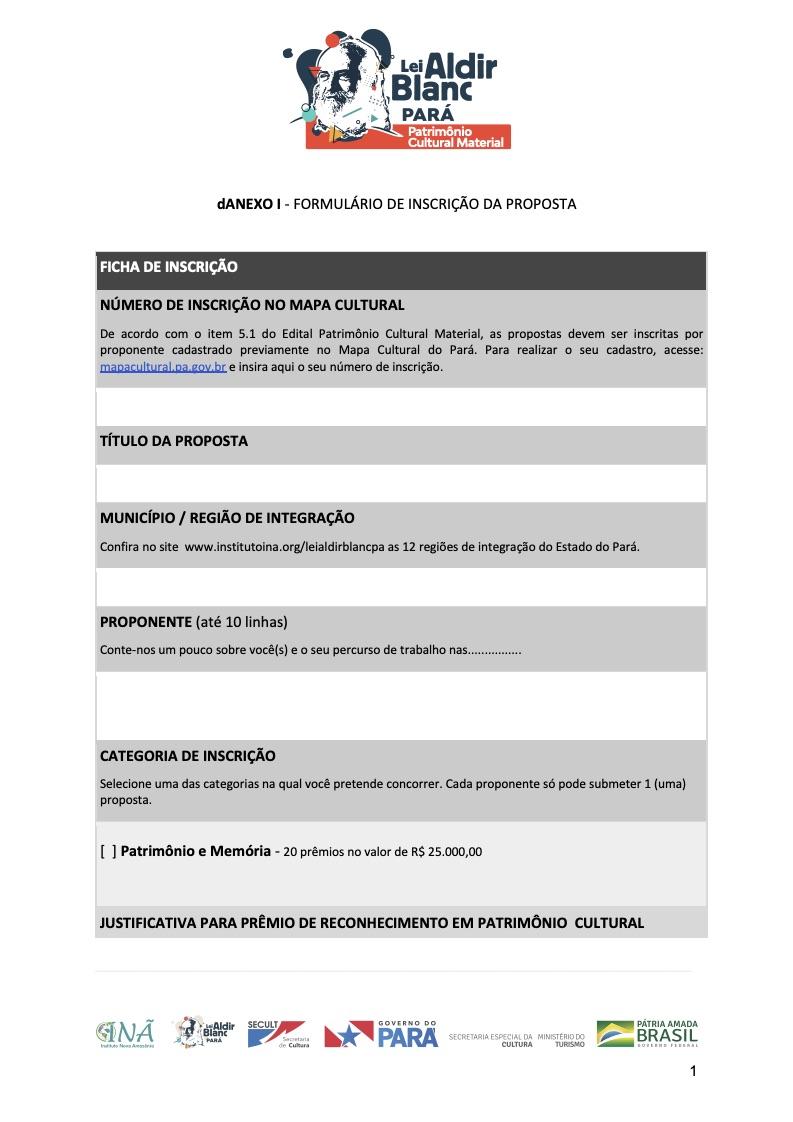 Lei Aldir
Blanc
PARÁ
Patrimônio
Cultural Material
dANEXO I - FORMULÁRIO DE INSCRIÇÃO DA PROPOSTA
FICHA DE INSCRIÇÃO
NÚMERO DE INSCRIÇÃO NO MAPA CULTURAL
De acordo com o item 5.1 do Edital Patrimônio Cultural Material, as propostas devem ser inscritas por
proponente cadastrado previamente no Mapa Cultural do Pará. Para realizar o seu cadastro, acesse:
mapacultural.pa.gov.br e insira aqui o seu número de inscrição.
TÍTULO DA PROPOSTA
MUNICÍPIO / REGIÃO DE INTEGRAÇÃO
Confira no site www.institutoina.org/leialdirblancpa as 12 regiões de integração do Estado do Pará.
PROPONENTE (até 10 linhas)
Conte-nos um pouco sobre você(s) e o seu percurso de trabalho nas...............
CATEGORIA DE INSCRIÇÃO
Selecione uma das categorias na qual você pretende concorrer. Cada proponente só pode submeter 1 (uma)
proposta.
[ ] Patrimônio e Memória - 20 prêmios no valor de R$ 25.000,00
JUSTIFICATIVA PARA PRÊMIO DE RECONHECIMENTO EM PATRIMÔNIO CULTURAL
INÃ
Instituto Nova Amazônia
Lei Aldir
Blanc
PARÁ
SECULT
Secretaria
de Cultura
GOVERNO DO
PARÁ
SECRETARIA ESPECIAL DA
CULTURA
MINISTÉRIO DO
TURISMO
PÁTRIA AMADA
BRASIL
GOVERNO FEDERAL
1